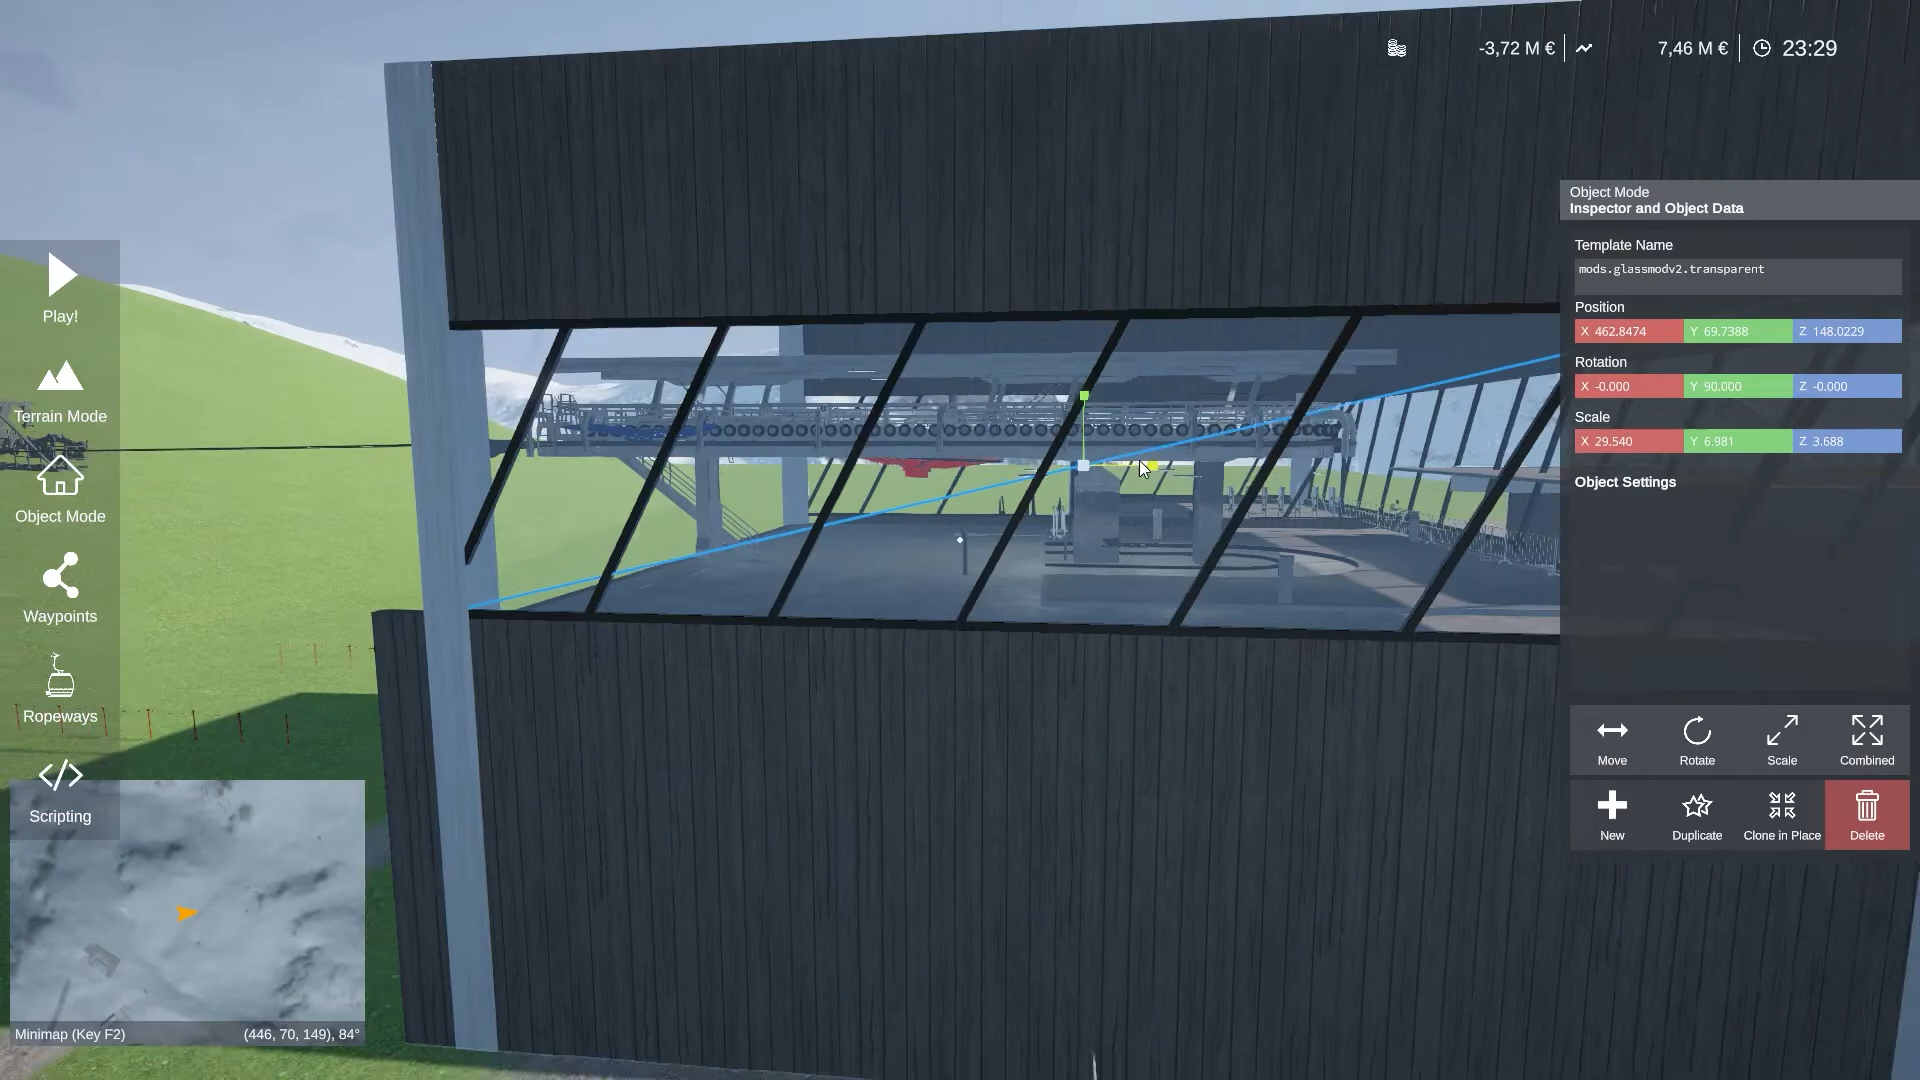 -3,72 M €
7,46 M €
23:29
Object Mode
Inspector and Object Data
Template Name
mods.glassmodv2.transparent
Position
X 462.8474 Y 69.7388 Z 148.0229
Rotation
X -0.000 Y 90.000 Z -0.000
Scale
X 29.540 Y 6.981 Z 3.688
Object Settings
Play!
Terrain Mode
Object Mode
Waypoints
Ropeways
Scripting
Move Rotate Scale Combined
New Duplicate Clone in Place Delete
Minimap (Key F2) (446, 70, 149), 84°